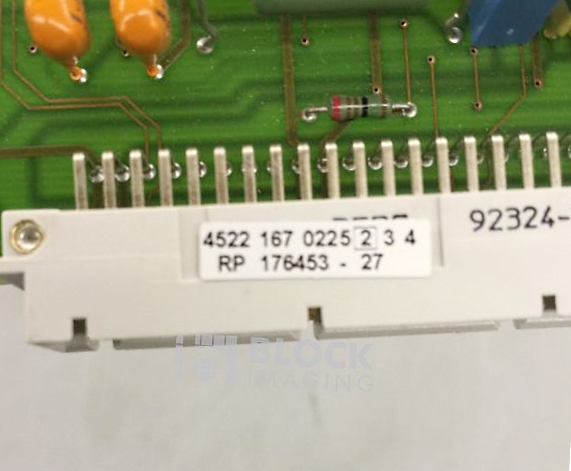 92324-
4522 167 0225 2 3 4
RP 176453 - 27
BLOCK
IMAGING